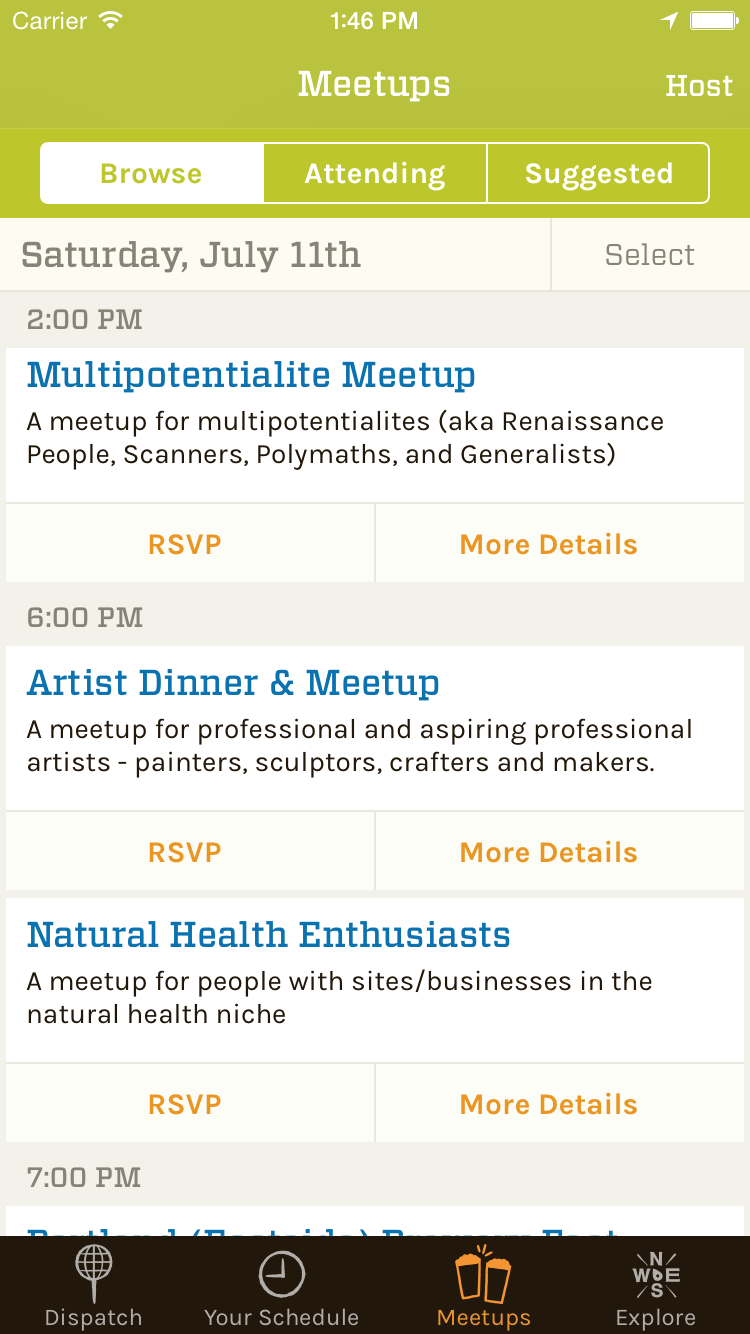 Carrier 1:46 PM
Meetups Host
Browse Attending Suggested
Saturday, July 11th Select
2:00 PM
Multipotentialite Meetup
A meetup for multipotentialites (aka Renaissance
People, Scanners, Polymaths, and Generalists)
RSVP More Details
6:00 PM
Artist Dinner & Meetup
A meetup for professional and aspiring professional
artists - painters, sculptors, crafters and makers.
RSVP More Details
Natural Health Enthusiasts
A meetup for people with sites/businesses in the
natural health niche
RSVP More Details
7:00 PM
N
W D E
S
Dispatch Your Schedule Meetups Explore